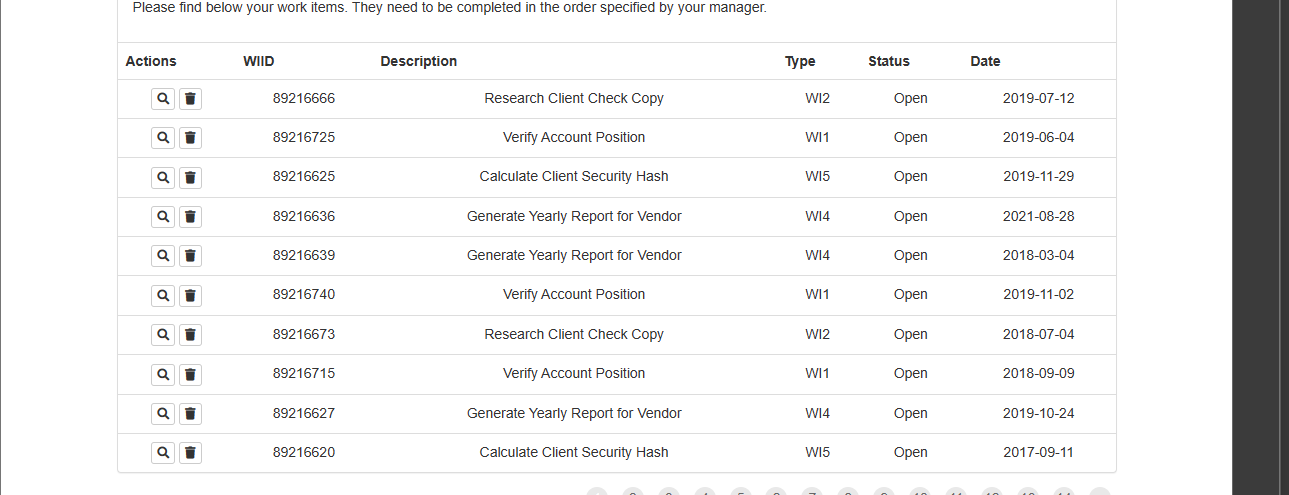 Please find below your work items. They need to be completed in the order specified by your manager.
Actions WIID Description Type Status Date
89216666 Research Client Check Copy WI2 Open 2019-07-12
89216725 Verify Account Position WI1 Open 2019-06-04
89216625 Calculate Client Security Hash WI5 Open 2019-11-29
89216636 Generate Yearly Report for Vendor WI4 Open 2021-08-28
89216639 Generate Yearly Report for Vendor WI4 Open 2018-03-04
89216740 Verify Account Position WI1 Open 2019-11-02
89216673 Research Client Check Copy WI2 Open 2018-07-04
89216715 Verify Account Position WI1 Open 2018-09-09
89216627 Generate Yearly Report for Vendor WI4 Open 2019-10-24
89216620 Calculate Client Security Hash WI5 Open 2017-09-11